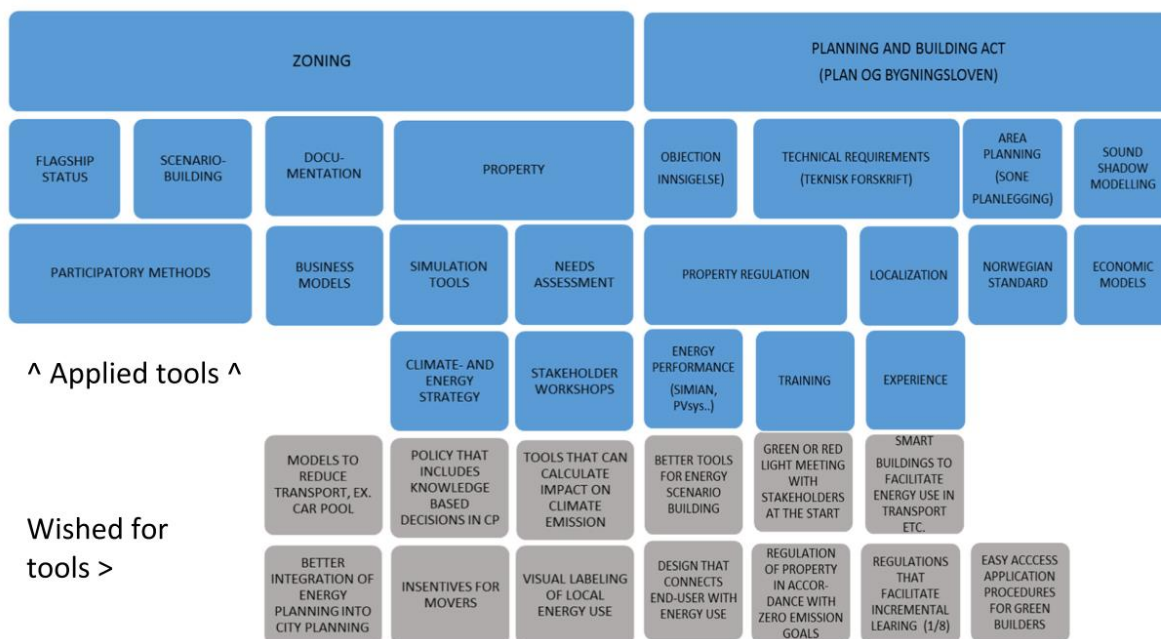 ZONING
PLANNING AND BUILDING ACT
(PLAN OG BYGNINGSLOVEN)
FLAGSHIP
STATUS
SCENARIO-
BUILDING
DOCU-
MENTATION
PROPERTY
OBJECTION
INNSIGELSE)
TECHNICAL REQUIREMENTS
(TEKNISK FORSKRIFT)
AREA
PLANNING
(SONE
PLANLEGGING)
SOUND
SHADOW
MODELLING
PARTICIPATORY METHODS
BUSINESS
MODELS
SIMULATION
TOOLS
NEEDS
ASSESSMENT
PROPERTY REGULATION
LOCALIZATION
NORWEGIAN
STANDARD
ECONOMIC
MODELS
^ Applied tools ^
CLIMATE- AND
ENERGY
STRATEGY
STAKEHOLDER
WORKSHOPS
ENERGY
PERFORMANCE
(SIMIAN,
PVsys..)
TRAINING
EXPERIENCE
Wished for
tools >
MODELS TO
REDUCE
TRANSPORT, EX.
CAR POOL
POLICY THAT
INCLUDES
KNOWLEDGE
BASED
DECISIONS IN CP
TOOLS THAT CAN
CALCULATE
IMPACT ON
CLIMATE
EMISSION
BETTER TOOLS
FOR ENERGY
SCENARIO
BUILDING
GREEN OR RED
LIGHT MEETING
WITH
STAKEHOLDERS
AT THE START
SMART
BUILDINGS TO
FACILITATE
ENERGY USE IN
TRANSPORT
ETC.
BETTER
INTEGRATION OF
ENERGY
PLANNING INTO
CITY PLANNING
INCENTIVES FOR
MOVERS
VISUAL LABELING
OF LOCAL
ENERGY USE
DESIGN THAT
CONNECTS
END-USER WITH
ENERGY USE
REGULATION
OF PROPERTY
IN ACCOR-
DANCE WITH
ZERO EMISSION
GOALS
REGULATIONS
THAT
FACILITATE
INCREMENTAL
LEARING (1/8)
EASY ACCCESS
APPLICATION
PROCEDURES
FOR GREEN
BUILDERS